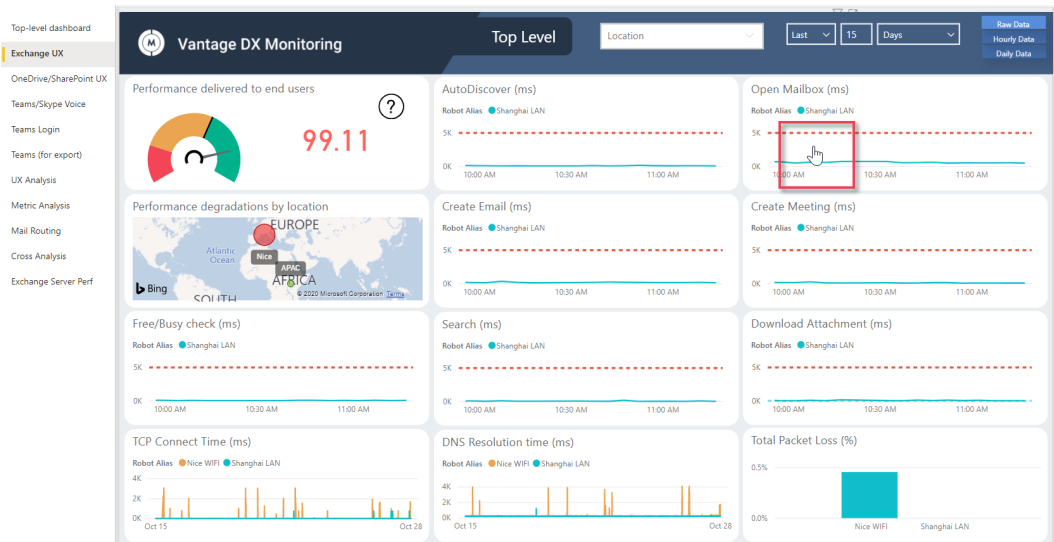 Top-level dashboard
Exchange UX
OneDrive/SharePoint UX
Teams/Skype Voice
Teams Login
Teams (for export)
UX Analysis
Metric Analysis
Mail Routing
Cross Analysis
Exchange Server Perf
M
Vantage DX Monitoring
Top Level
Location
Last
15
Days
Raw Data
Hourly Data
Daily Data
Performance delivered to end users
?
99.11
AutoDiscover (ms)
Robot Alias Shanghai LAN
5K
0K
10:00 AM 10:30 AM 11:00 AM
Open Mailbox (ms)
Robot Alias Shanghai LAN
5K
0K
10:00 AM 10:30 AM 11:00 AM
Performance degradations by location
EUROPE
Atlantic
Ocean
Nice
APAC
AFRICA
SOUTH
Bing
© 2020 Microsoft Corporation Terms
Create Email (ms)
Robot Alias Shanghai LAN
5K
0K
10:00 AM 10:30 AM 11:00 AM
Create Meeting (ms)
Robot Alias Shanghai LAN
5K
0K
10:00 AM 10:30 AM 11:00 AM
Free/Busy check (ms)
Robot Alias Shanghai LAN
5K
0K
10:00 AM 10:30 AM 11:00 AM
Search (ms)
Robot Alias Shanghai LAN
5K
0K
10:00 AM 10:30 AM 11:00 AM
Download Attachment (ms)
Robot Alias Shanghai LAN
5K
0K
10:00 AM 10:30 AM 11:00 AM
TCP Connect Time (ms)
Robot Alias Nice WIFI Shanghai LAN
4K
2K
0K
Oct 15 Oct 28
DNS Resolution time (ms)
Robot Alias Nice WIFI Shanghai LAN
4K
2K
0K
Oct 15 Oct 28
Total Packet Loss (%)
0.5%
0.0%
Nice WIFI Shanghai LAN